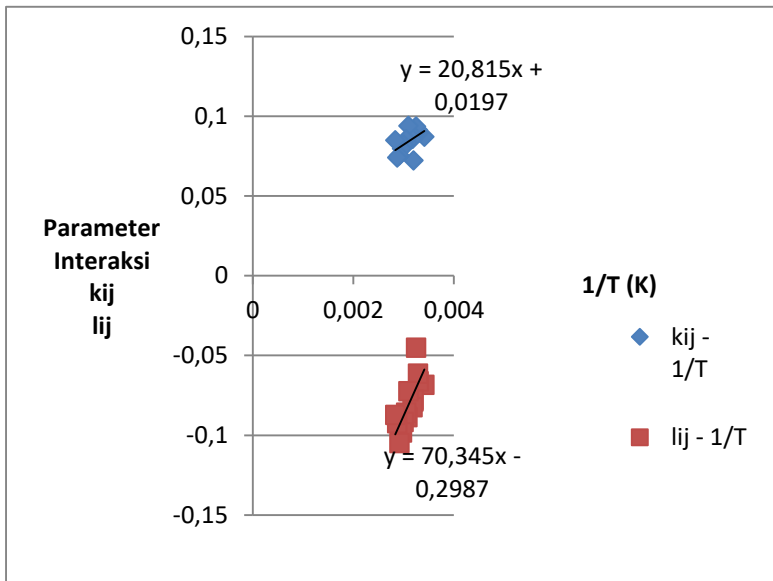 0,15
0,1
0,05
0
-0,05
-0,1
-0,15
Parameter
Interaksi
kij
lij
0
0,002
0,004
y = 20,815x +
0,0197
y = 70,345x -
0,2987
1/T (K)
kij -
1/T
lij - 1/T